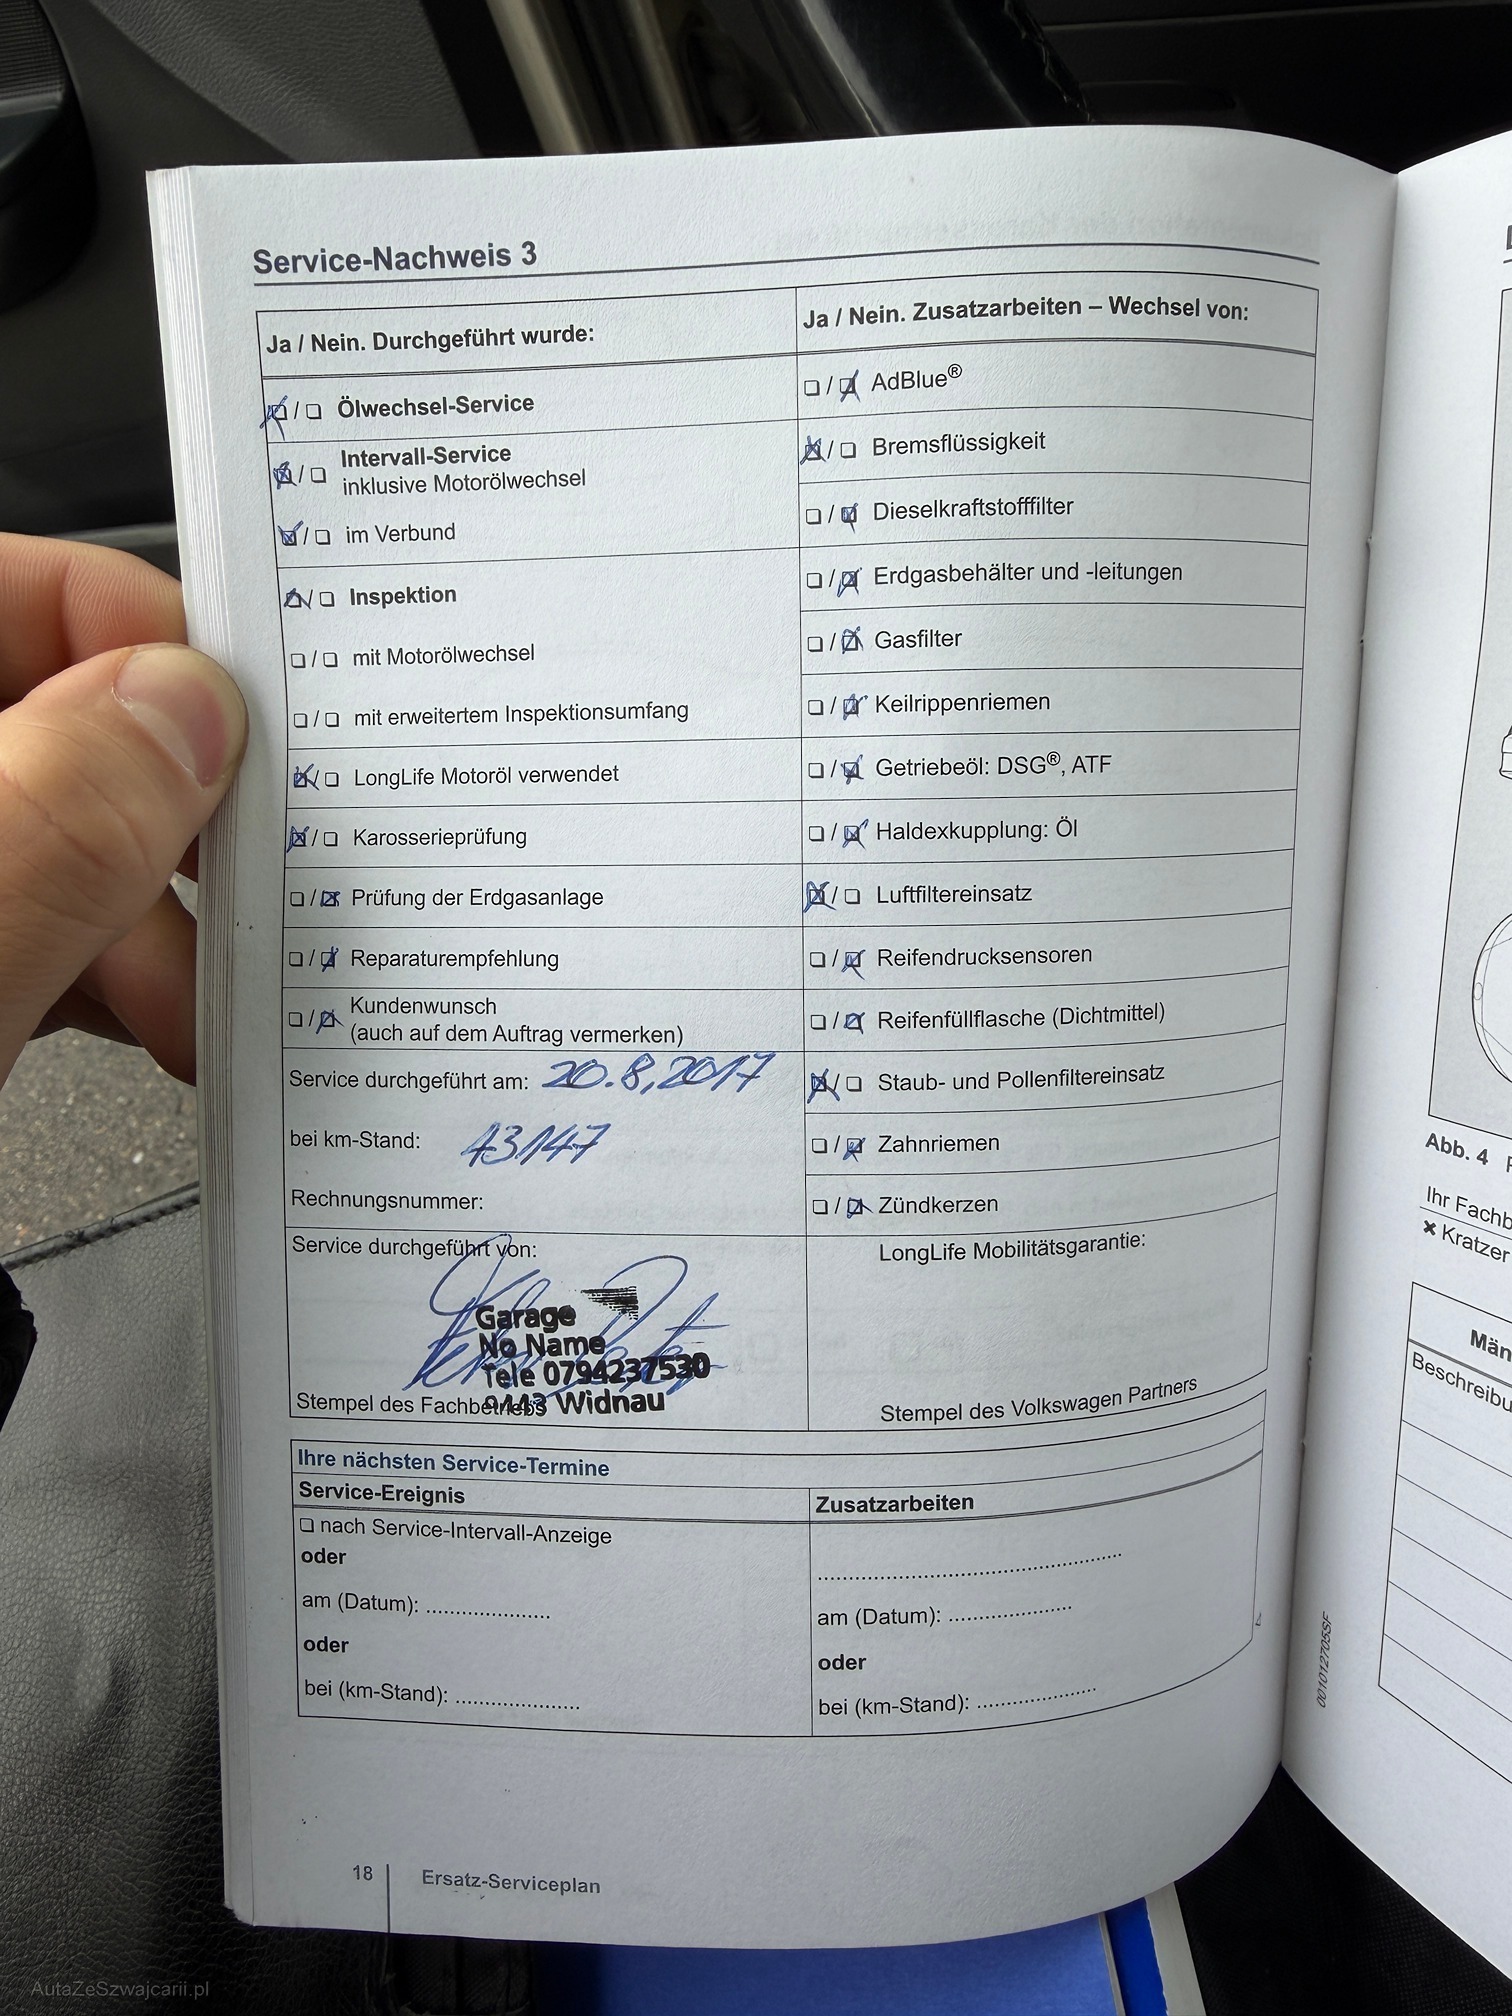 Service-Nachweis 3
Ja / Nein. Durchgeführt wurde:
❑ / ❑ Ölwechsel-Service
❑ / ❑ Intervall-Service
inklusive Motorölwechsel
❑ / ❑ im Verbund
❑ / ❑ Inspektion
❑ / ❑ mit Motorölwechsel
❑ / ❑ mit erweitertem Inspektionsumfang
❑ / ❑ LongLife Motoröl verwendet
❑ / ❑ Karosserieprüfung
❑ / ❑ Prüfung der Erdgasanlage
❑ / ❑ Reparaturempfehlung
❑ / ❑ Kundenwunsch
(auch auf dem Auftrag vermerken)
Service durchgeführt am: 20.8.2017
bei km-Stand: 43147
Rechnungsnummer:
Service durchgeführt von:
Garage
No Name
Tele 0794237530
9443 Widnau
Stempel des Fachbetriebs
Ja / Nein. Zusatzarbeiten – Wechsel von:
❑ / ❑ AdBlue®
❑ / ❑ Bremsflüssigkeit
❑ / ❑ Dieselkraftstofffilter
❑ / ❑ Erdgasbehälter und -leitungen
❑ / ❑ Gasfilter
❑ / ❑ Keilrippenriemen
❑ / ❑ Getriebeöl: DSG®, ATF
❑ / ❑ Haldexkupplung: Öl
❑ / ❑ Luftfiltereinsatz
❑ / ❑ Reifendrucksensoren
❑ / ❑ Reifenfüllflasche (Dichtmittel)
❑ / ❑ Staub- und Pollenfiltereinsatz
❑ / ❑ Zahnriemen
❑ / ❑ Zündkerzen
LongLife Mobilitätsgarantie:
Stempel des Volkswagen Partners
Ihre nächsten Service-Termine
Service-Ereignis
❑ nach Service-Intervall-Anzeige
oder
am (Datum): .....................
oder
bei (km-Stand): .....................
Zusatzarbeiten
....................................................
am (Datum): .....................
oder
bei (km-Stand): .....................
18 Ersatz-Serviceplan
001012705SF
Abb. 4
Ihr Fachb
✖ Kratzer
Män
Beschreibu
AutaZeSzwajcarii.pl